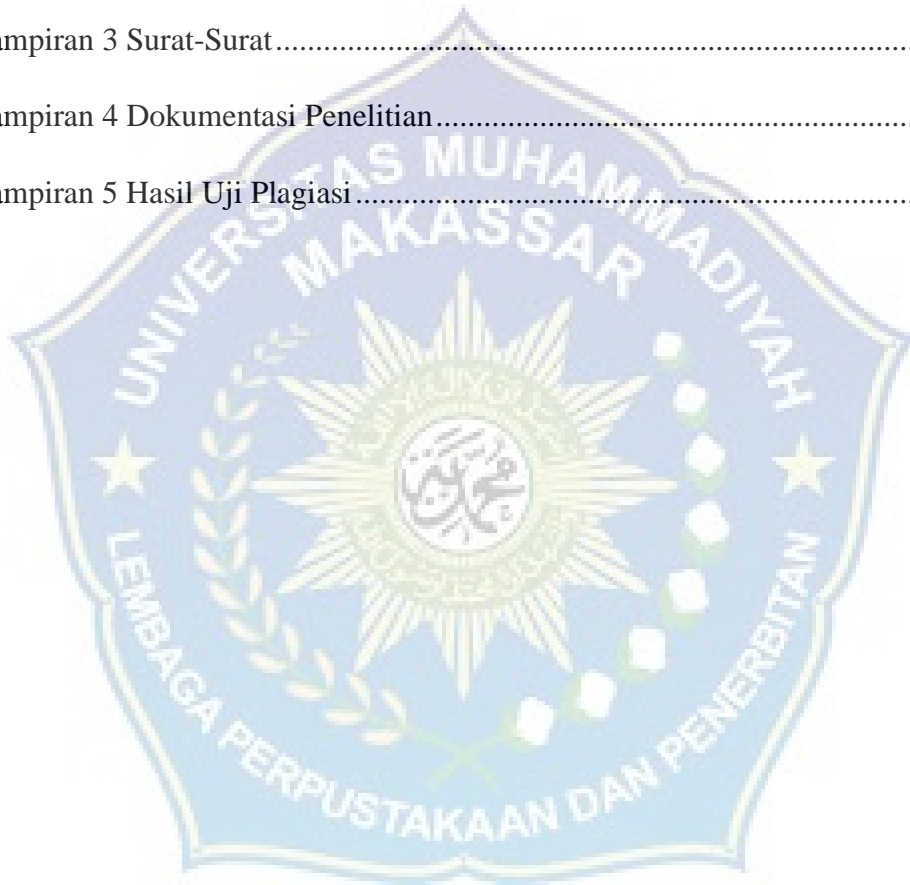 ampiran 3 Surat-Surat................................................................................
ampiran 4 Dokumentasi Penelitian............................................................
ampiran 5 Hasil Uji Plagiasi......................................................................
UNIVERSITAS MUHAMMADIYAH
MAKASSAR
LEMBAGA PERPUSTAKAAN DAN PENERBITAN